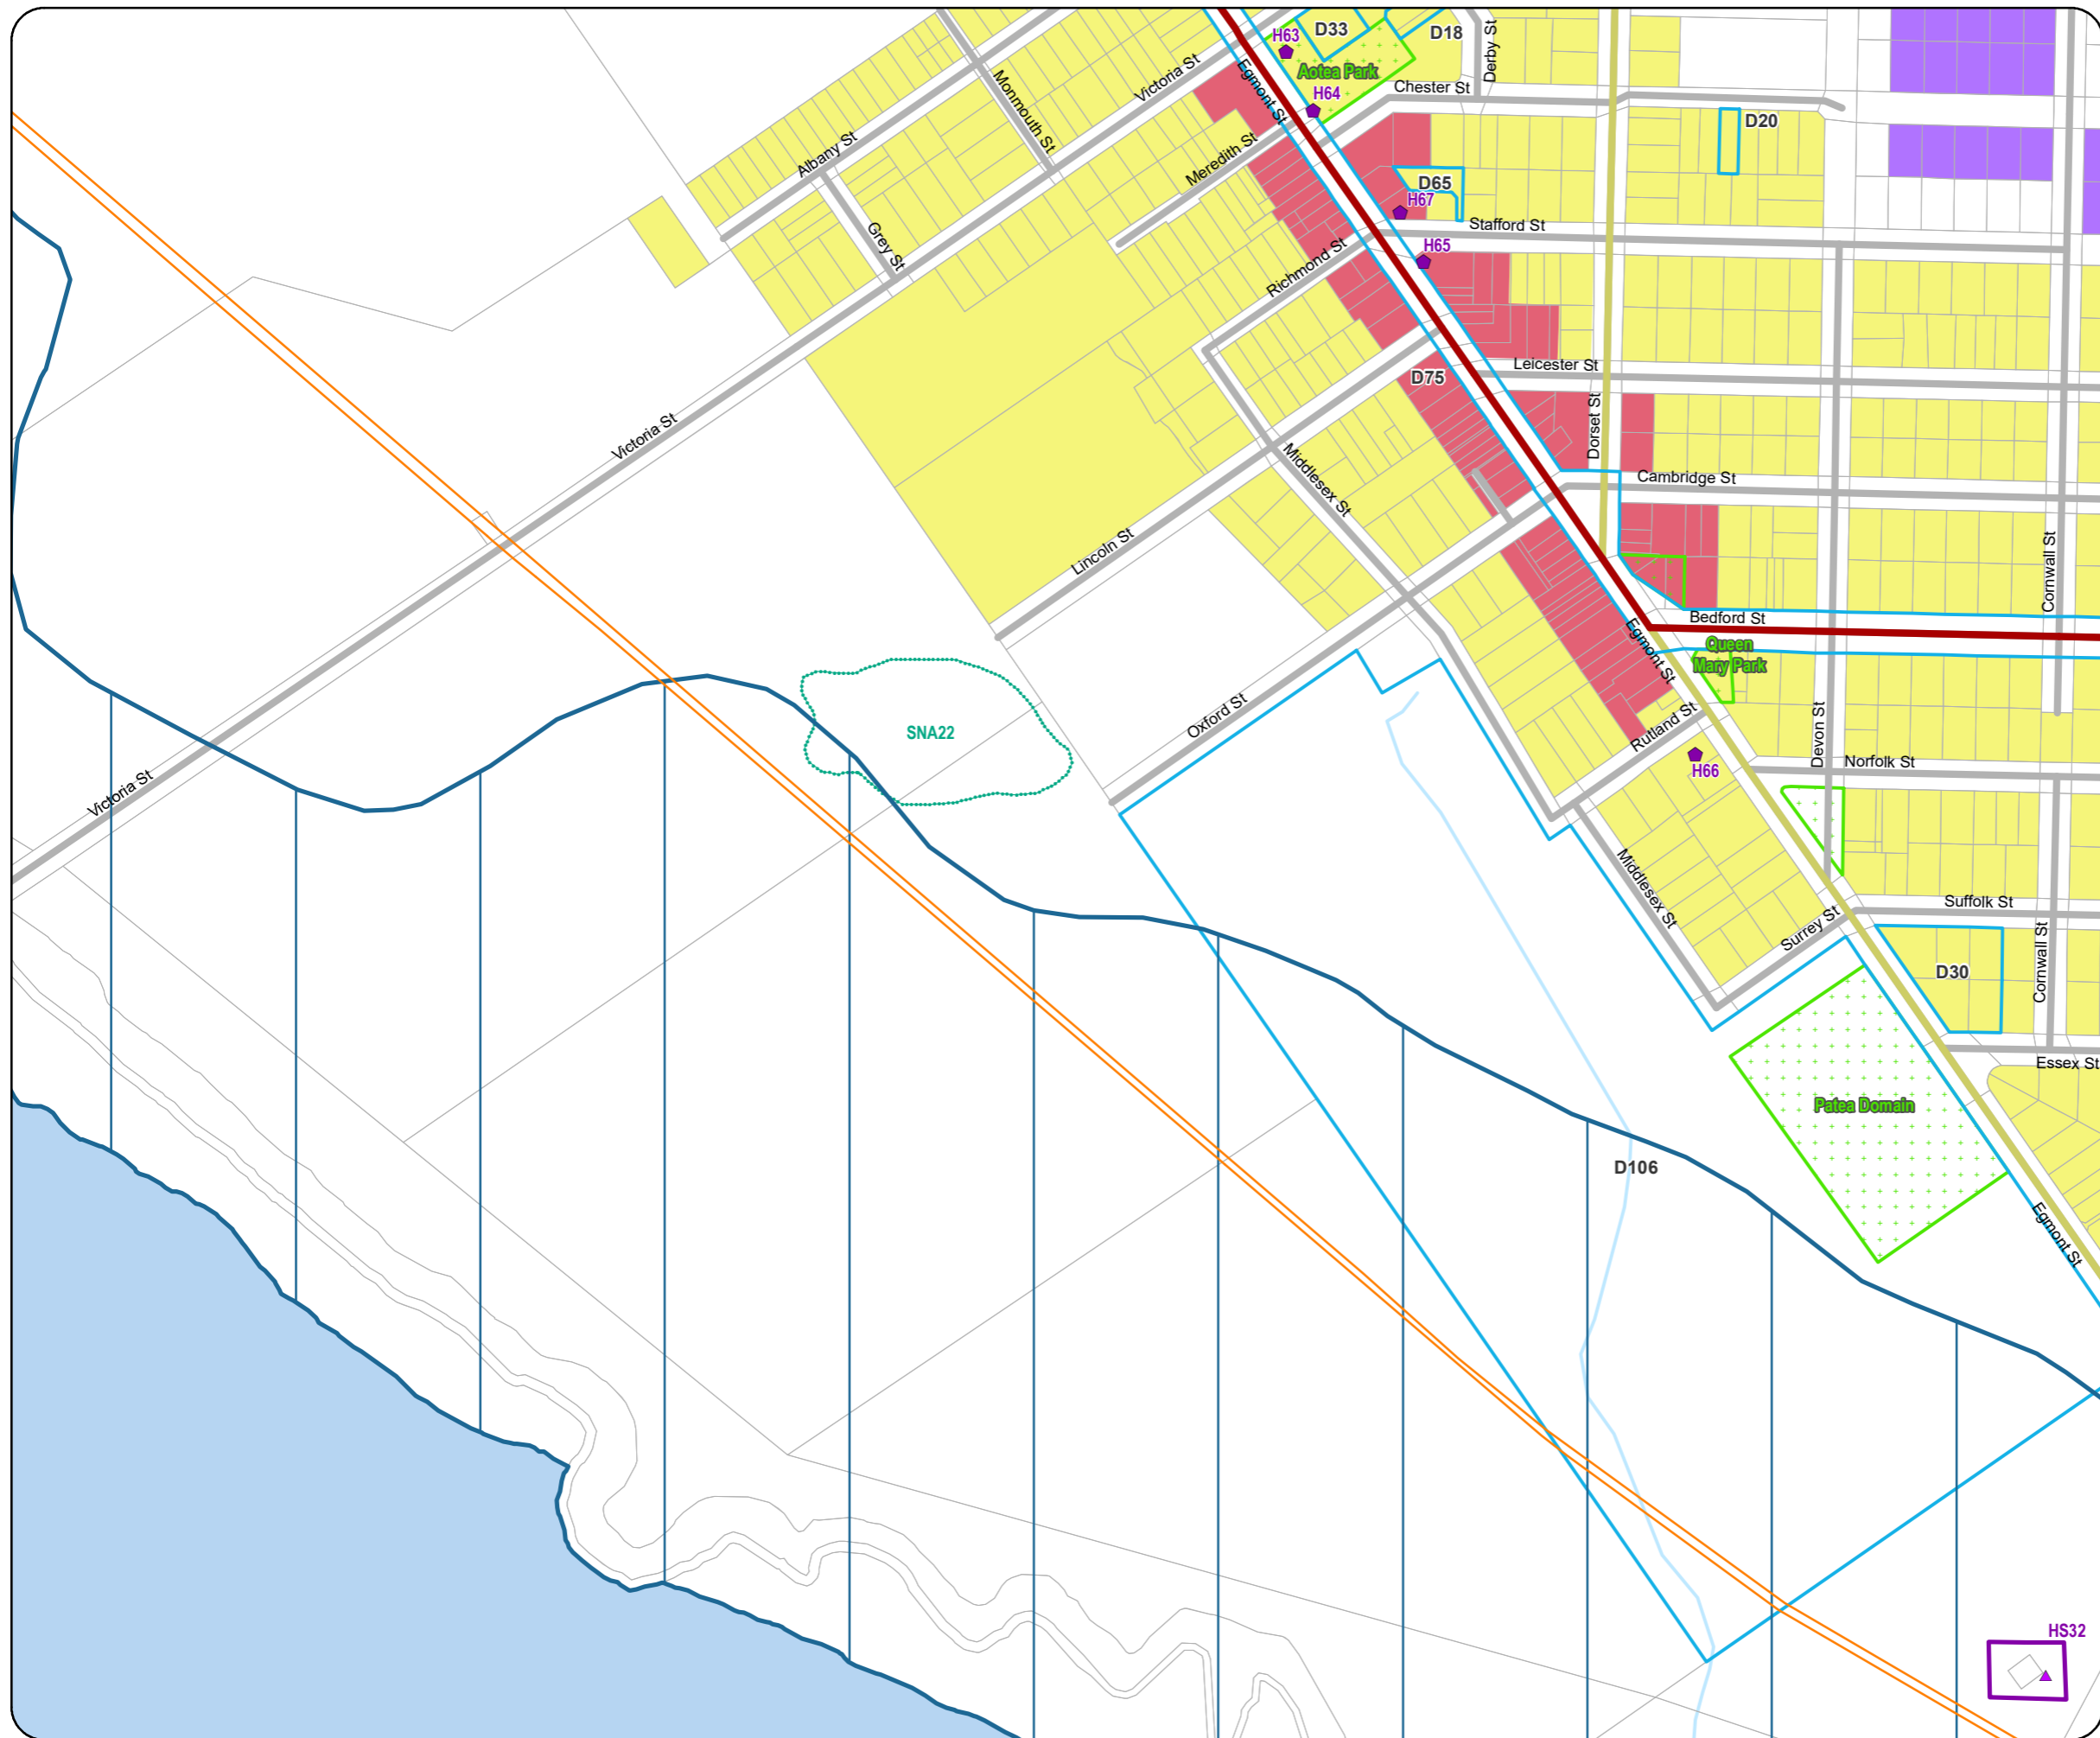 H63
D33
D18
Derby St
Aotea Park
Egmont St
Victoria St
Monmouth St
H64
Chester St
D20
Albany St
Meredith St
D65
H67
Grey St
Stafford St
H65
Richmond St
Leicester St
D75
Dorset St
Victoria St
Middlesex St
Cambridge St
Lincoln St
Cornwall St
Bedford St
Egmont St
Queen
Mary Park
Oxford St
SNA22
Rutland St
Devon St
H66
Norfolk St
Victoria St
Middlesex St
Suffolk St
Surrey St
Cornwall St
D30
Essex St
Patea Domain
D106
Egmont St
HS32